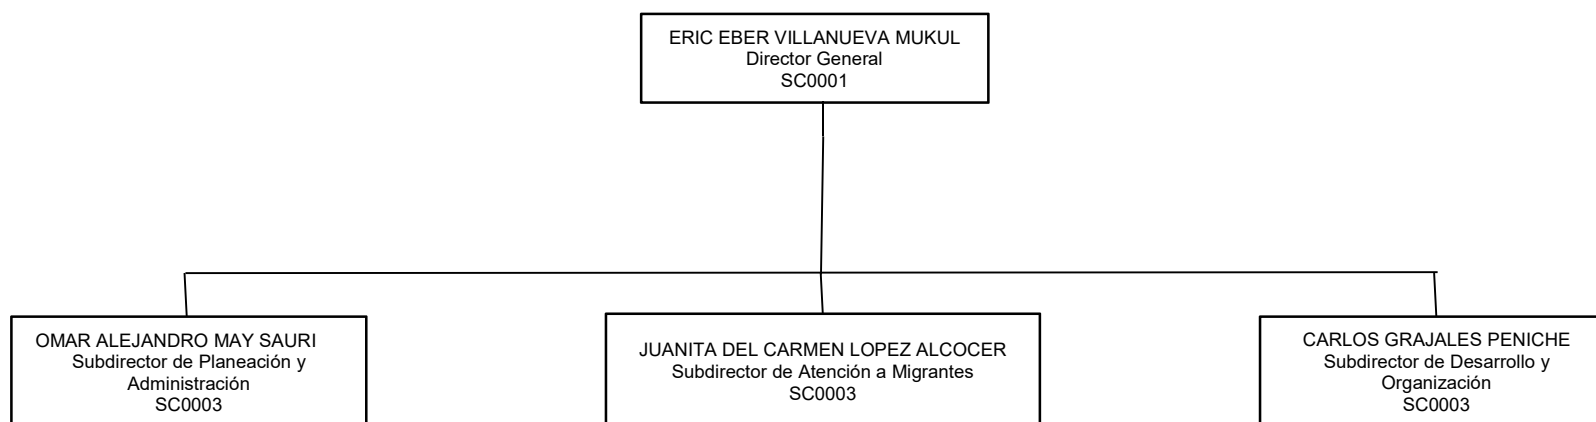 ERIC EBER VILLANUEVA MUKUL
Director General
SC0001
OMAR ALEJANDRO MAY SAURI
Subdirector de Planeación y
Administración
SC0003
JUANITA DEL CARMEN LOPEZ ALCOCER
Subdirector de Atención a Migrantes
SC0003
CARLOS GRAJALES PENICHE
Subdirector de Desarrollo y
Organización
SC0003